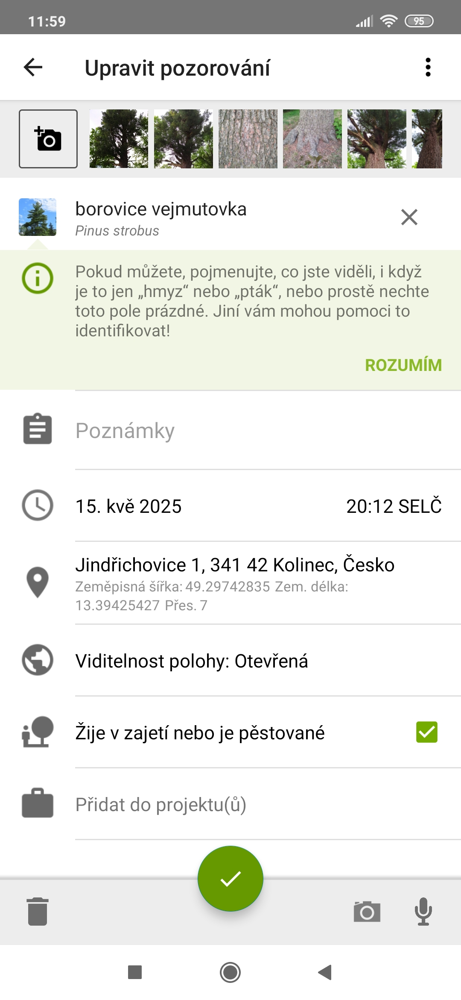 11:59
95
Upravit pozorování
borovice vejmutovka
Pinus strobus
Pokud můžete, pojmenujte, co jste viděli, i když
je to jen „hmyz“ nebo „pták“, nebo prostě nechte
toto pole prázdné. Jiní vám mohou pomoci to
identifikovat!
ROZUMÍM
Poznámky
15. kvě 2025
20:12 SELČ
Jindřichovice 1, 341 42 Kolinec, Česko
Zeměpisná šířka: 49.29742835 Zem. délka:
13.39425427 Přes. 7
Viditelnost polohy: Otevřená
Žije v zajetí nebo je pěstované
Přidat do projektu(ů)